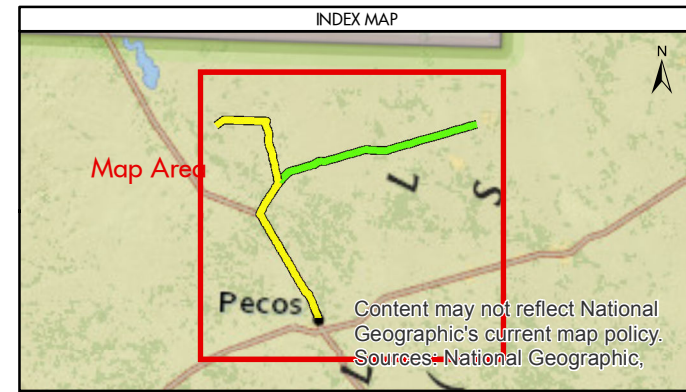 INDEX MAP
N
Map Area
L
S
Pecos
Content may not reflect National
Geographic's current map policy.
Sources: National Geographic,